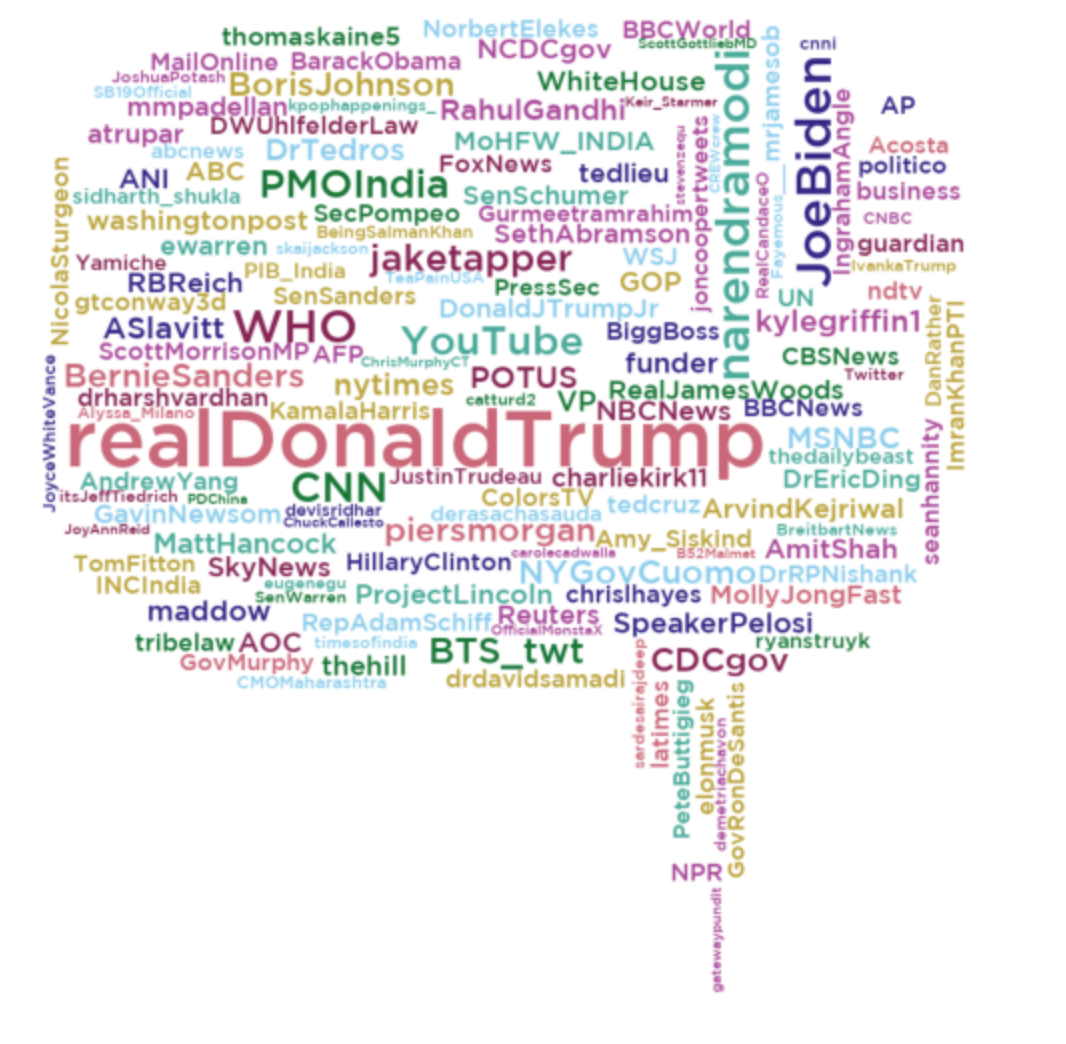 thomaskaine5 NorbertElekes BBCWorld
NCDCgov ScottGottliebMD cnni
MailOnline BarackObama
JoshuaPotash BorisJohnson WhiteHouse
SB19Official
mmpadellan kpophappenings_ RahulGandhi Keir_Starmer AP
atrupar DWUhlfelderLaw MoHFW_INDIA Acosta
abcnews DrTedros FoxNews tedlieu politico
ANI ABC PMOIndia SenSchumer business
sidharth_shukla
washingtonpost SecPompeo Gurmeetramrahim CNBC
BeingSalmanKhan SethAbramson
ewarren skaijackson jaketapper WSJ guardian
Yamiche PIB_India TeaPainUSA IvankaTrump
RBReich PressSec GOP ndtv
gtconway3d SenSanders DonaldJTrumpJr UN
ASlavitt WHO YouTube BiggBoss kylegriffin1
ScottMorrisonMP AFP ChrisMurphyCT funder CBSNews
BernieSanders nytimes POTUS Twitter
drharshvardhan catturd2 VP RealJamesWoods
Alyssa_Milano KamalaHarris NBCNews BBCNews
realDonaldTrump MSNBC
thedailybeast
AndrewYang CNN JustinTrudeau charliekirk11 DrEricDing
itsJeffTiedrich PDChina ColorsTV tedcruz ArvindKejriwal
GavinNewsom devisridhar derasachasauda
ChuckCallesto
JoyAnnReid piersmorgan Amy_Siskind BreitbartNews
MattHancock carolecadwalla B52Malmet AmitShah
TomFitton SkyNews HillaryClinton NYGovCuomo DrRPNishank
INCIndia eugenegu
SenWarren ProjectLincoln chrislhayes MollyJongFast
maddow RepAdamSchiff Reuters SpeakerPelosi
OfficialMonstaX
tribelaw AOC timesofindia BTS_twt ryanstruyk
GovMurphy thehill CDCgov
CMOMaharashtra drdavidsamadi
NPR
NicolaSturgeon
JoyceWhiteVance
stevenzequ
joncoopertweets
CREWcrew
narendramodi
RealCandaceO
mrjamesob
Fayemous__
JoeBiden
IngrahamAngle
DanRather
ImranKhanPTI
seanhannity
sardesairajdeep
latimes
PeteButtigieg
elonmusk
demetriachavon
GovRonDeSantis
gatewaypundit